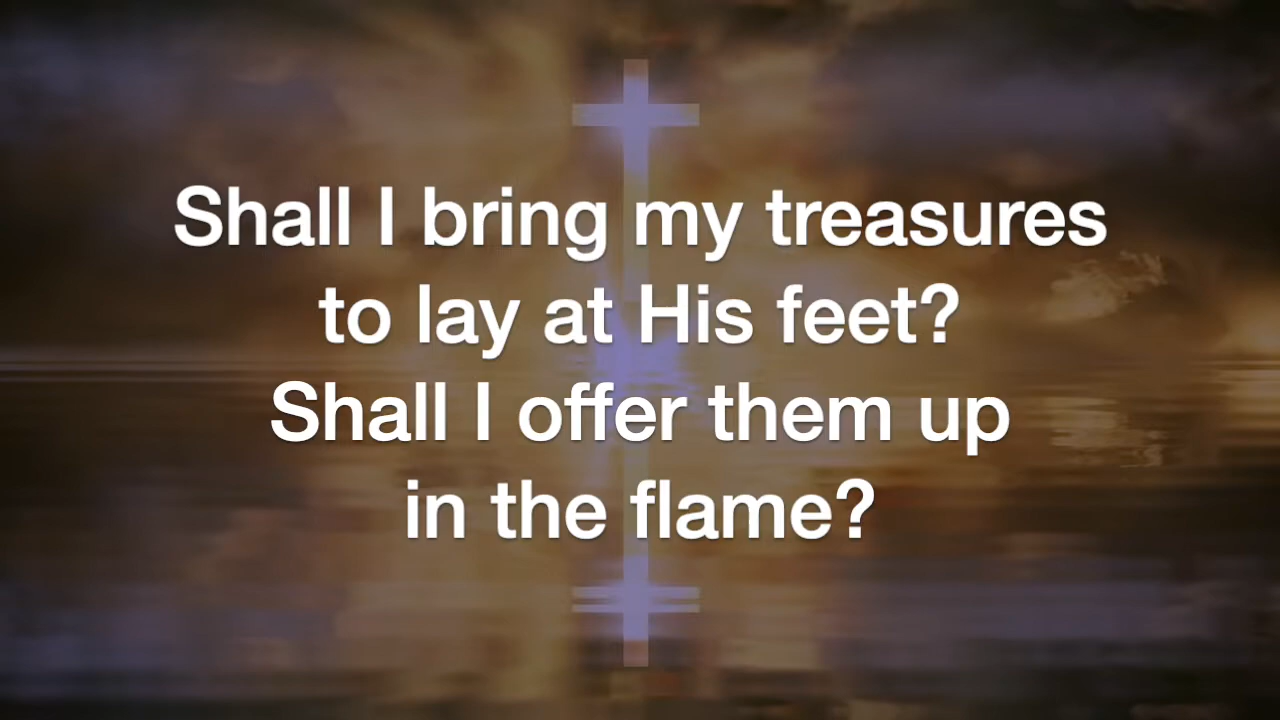 Shall I bring my treasures
to lay at His feet?
Shall I offer them up
in the flame?